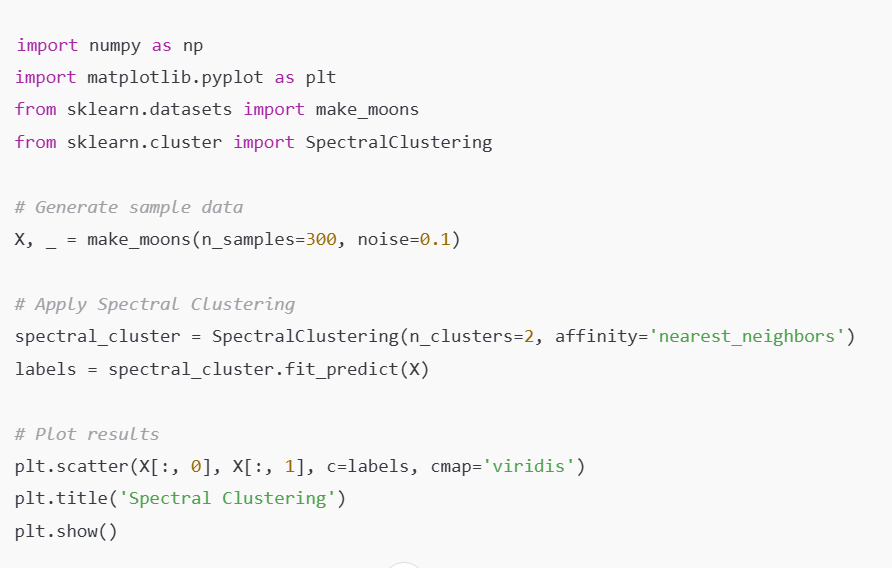 import numpy as np
import matplotlib.pyplot as plt
from sklearn.datasets import make_moons
from sklearn.cluster import SpectralClustering
# Generate sample data
X, _ = make_moons(n_samples=300, noise=0.1)
# Apply Spectral Clustering
spectral_cluster = SpectralClustering(n_clusters=2, affinity='nearest_neighbors')
labels = spectral_cluster.fit_predict(X)
# Plot results
plt.scatter(X[:, 0], X[:, 1], c=labels, cmap='viridis')
plt.title('Spectral Clustering')
plt.show()